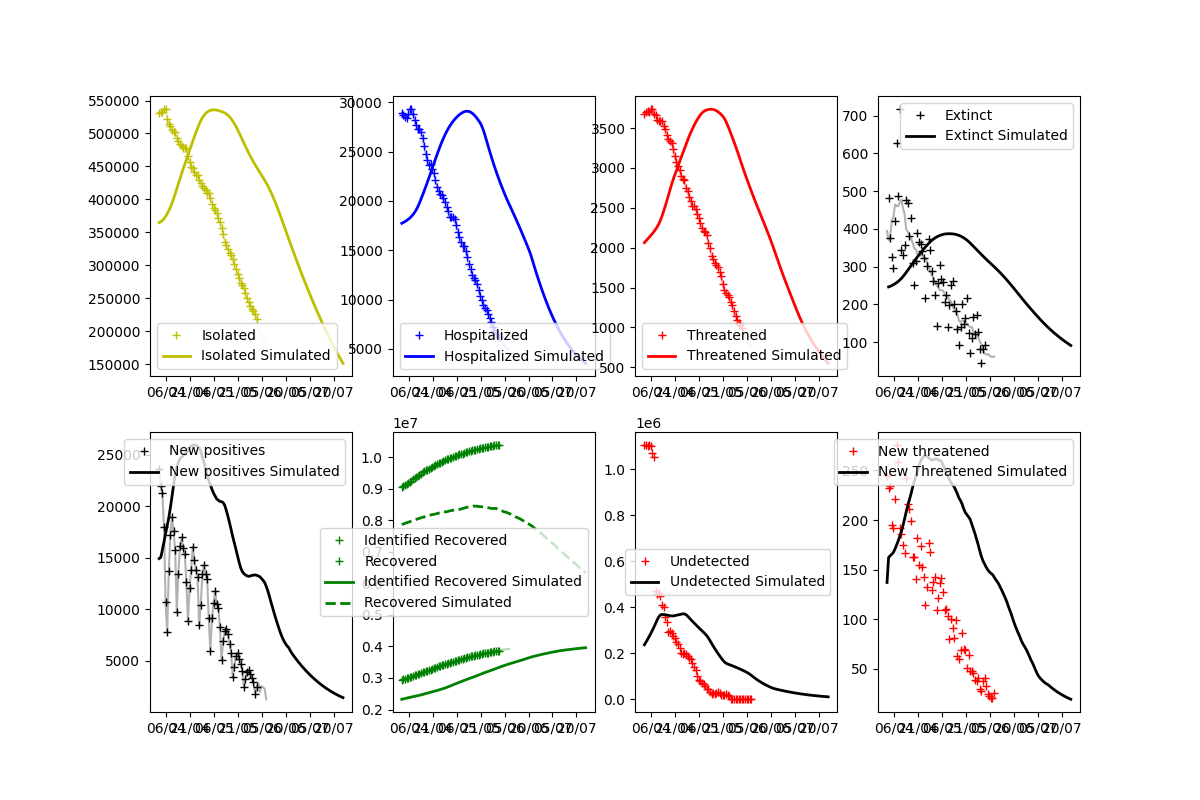 550000
500000
450000
400000
350000
300000
250000
200000
150000
Isolated
Isolated Simulated
30000
25000
20000
15000
10000
5000
Hospitalized
Hospitalized Simulated
3500
3000
2500
2000
1500
1000
500
Threatened
Threatened Simulated
700
600
500
400
300
200
100
Extinct
Extinct Simulated
25000
20000
15000
10000
5000
New positives
New positives Simulated
1e7
1.0
0.9
0.8
0.7
0.6
0.5
0.4
0.3
0.2
Identified Recovered
Recovered
Identified Recovered Simulated
Recovered Simulated
1e6
1.0
0.8
0.6
0.4
0.2
0.0
Undetected
Undetected Simulated
250
200
150
100
50
New threatened
New Threatened Simulated